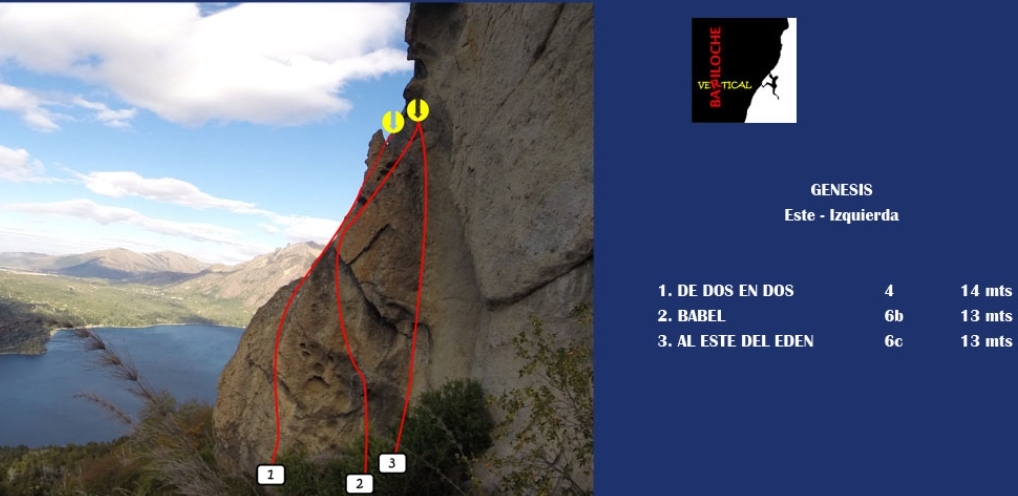 BARILOCHE
VERTICAL
GENESIS
Este - Izquierda
1. DE DOS EN DOS 4 14 mts
2. BABEL 6b 13 mts
3. AL ESTE DEL EDEN 6c 13 mts
1
2
3